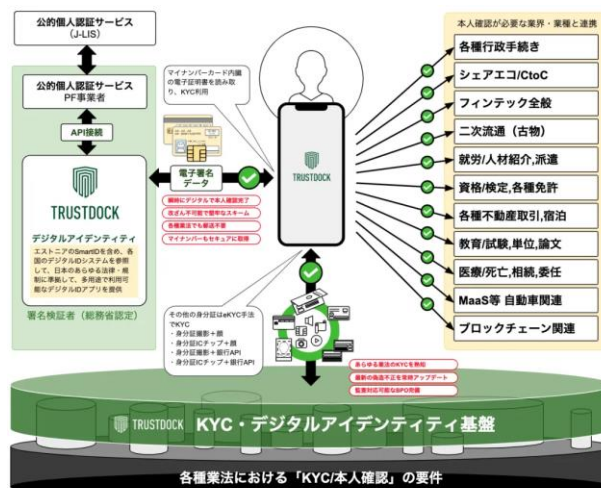 公的個人認証サービス
(J-LIS)
公的個人認証サービス
PF事業者
API接続
TRUSTDOCK
デジタルアイデンティティ
エストニアのSmartIDを含め、各
国のデジタルIDシステムを参照
して、日本のあらゆる法律・規
制に準拠して、多用途で利用可
能なデジタルIDアプリを提供
署名検証者(総務省認定)
マイナンバーカード内臓
の電子証明書を読み取
り、KYC利用
電子署名
データ
瞬時にデジタルで本人確認完了
改ざん不可能で堅牢なスキーム
各種業法でも郵送不要
マイナンバーもセキュアに取得
TRUSTDOCK
その他の身分証はeKYC手法
でKYC
・身分証撮影+顔
・身分証ICチップ+顔
・身分証撮影+銀行API
・身分証ICチップ+銀行API
あらゆる業法のKYCを熟知
最新の偽造不正を常時アップデート
監査対応可能なBPO完備
本人確認が必要な業界・業種と連携
各種行政手続き
シェアエコ/CtoC
フィンテック全般
二次流通(古物)
就労/人材紹介,派遣
資格/検定,各種免許
各種不動産取引,宿泊
教育/試験,単位,論文
医療/死亡,相続,委任
MaaS等 自動車関連
ブロックチェーン関連
TRUSTDOCK KYC・デジタルアイデンティティ基盤
各種業法における「KYC/本人確認」の要件